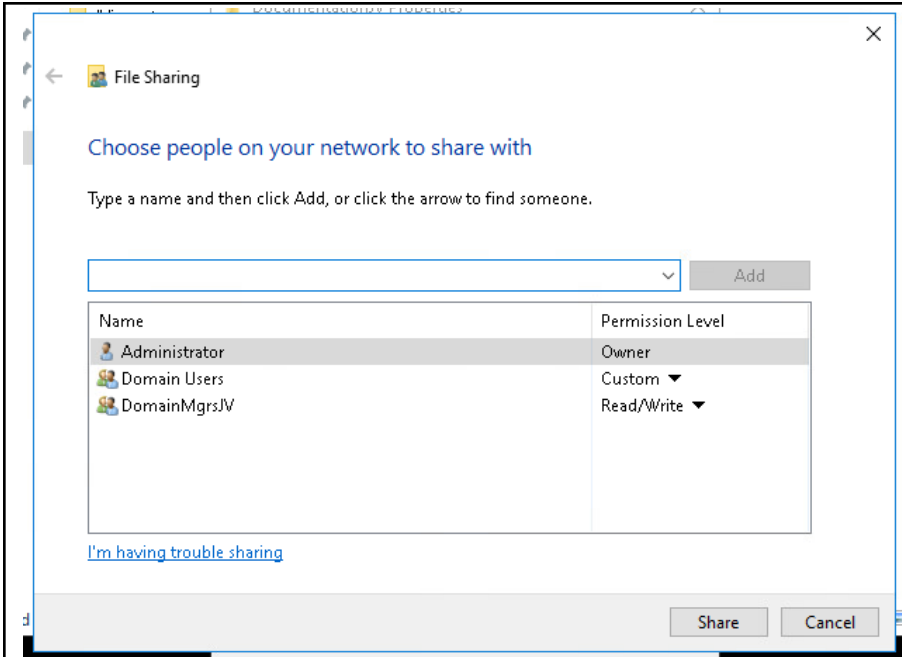 File Sharing
Choose people on your network to share with
Type a name and then click Add, or click the arrow to find someone.
Add
Name Permission Level
Administrator Owner
Domain Users Custom
DomainMgrsJV Read/Write
I'm having trouble sharing
Share Cancel